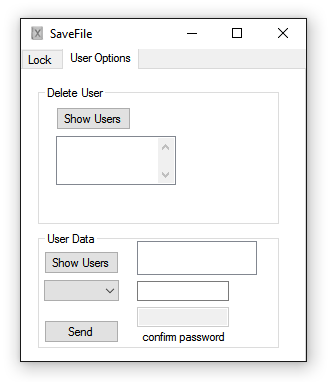 SaveFile
Lock
User Options
Delete User
Show Users
User Data
Show Users
Send
confirm password